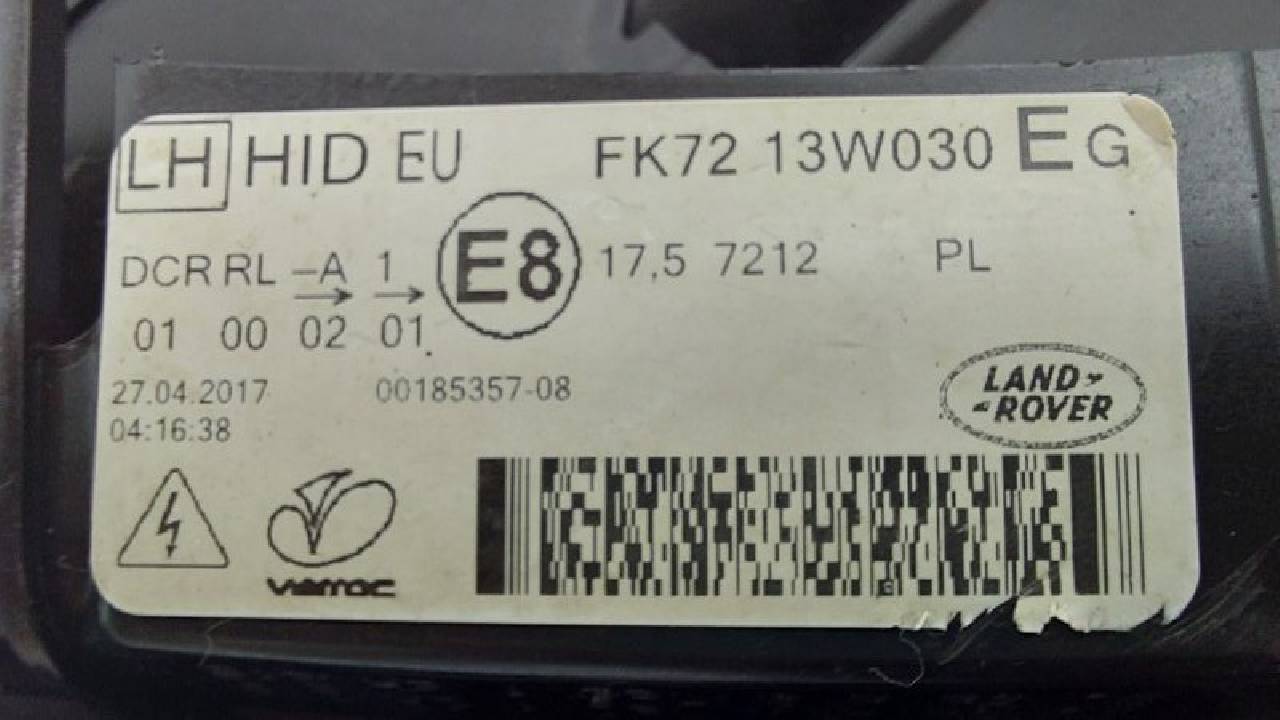 LH HID EU FK72 13W030 E G
DCR RL –A 1 E8 17,5 7212 PL
→ →
01 00 02 01
27.04.2017 00185357-08
04:16:38
LAND
ROVER
varroc